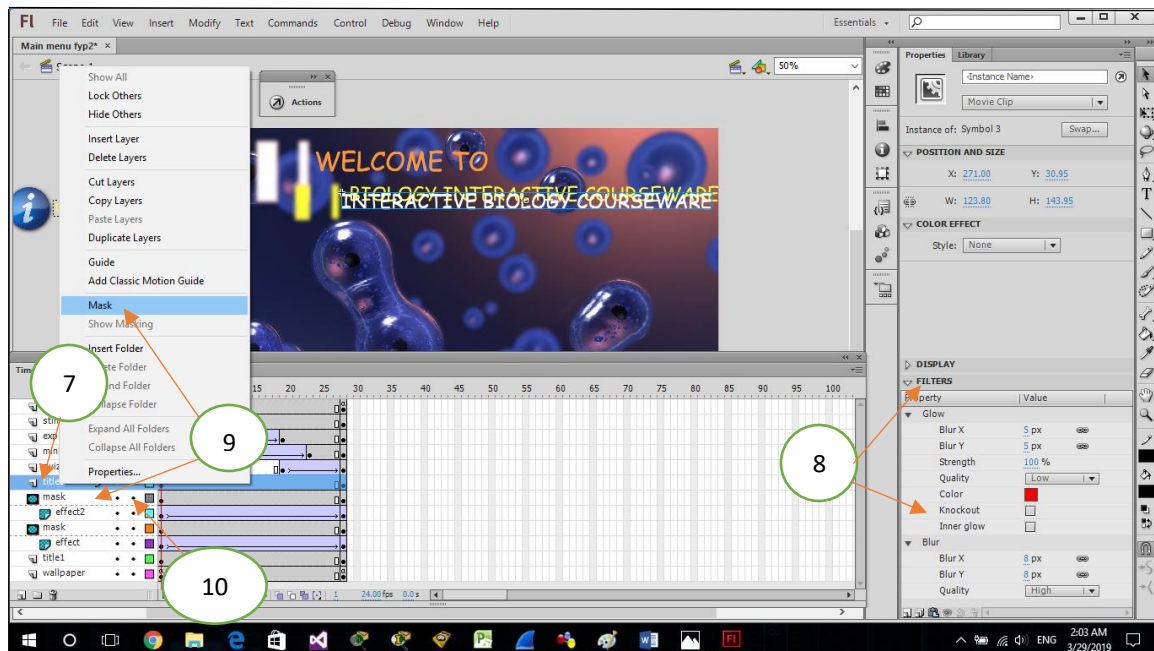 FL File Edit View Insert Modify Text Commands Control Debug Window Help Essentials
Main menu fyp2* ×
50%
Show All
Lock Others
Hide Others
Insert Layer
Delete Layers
Cut Layers
Copy Layers
Paste Layers
Duplicate Layers
Guide
Add Classic Motion Guide
Mask
Show Masking
Insert Folder
Folder
Folder
Folder
Expand All Folders
Collapse All Folders
Properties...
Actions
WELCOME TO
BIOLOGY INTERACTIVE COURSEWARE
INTERACTIVE BIOLOGY COURSEWARE
15 20 25 30 35 40 45 50 55 60 65 70 75 80 85 90 95 100
mask
effect2
mask
effect
title1
wallpaper
1 24.00 fps 0.0 s
7
9
10
8
Properties Library
<Instance Name>
Movie Clip
Instance of: Symbol 3 Swap...
POSITION AND SIZE
X: 271.00 Y: 30.95
W: 123.80 H: 143.95
COLOR EFFECT
Style: None
DISPLAY
FILTERS
Property Value
Glow
Blur X 5 px
Blur Y 5 px
Strength 100 %
Quality Low
Color
Knockout
Inner glow
Blur
Blur X 8 px
Blur Y 8 px
Quality High
ENG 2:03 AM
3/29/2019